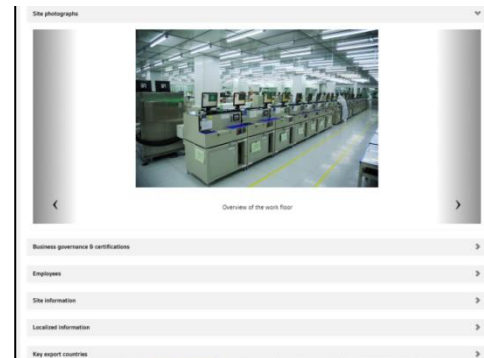 Site photographs
Overview of the work floor
Business governance & certifications
Employees
Site information
Localized information
Key export countries